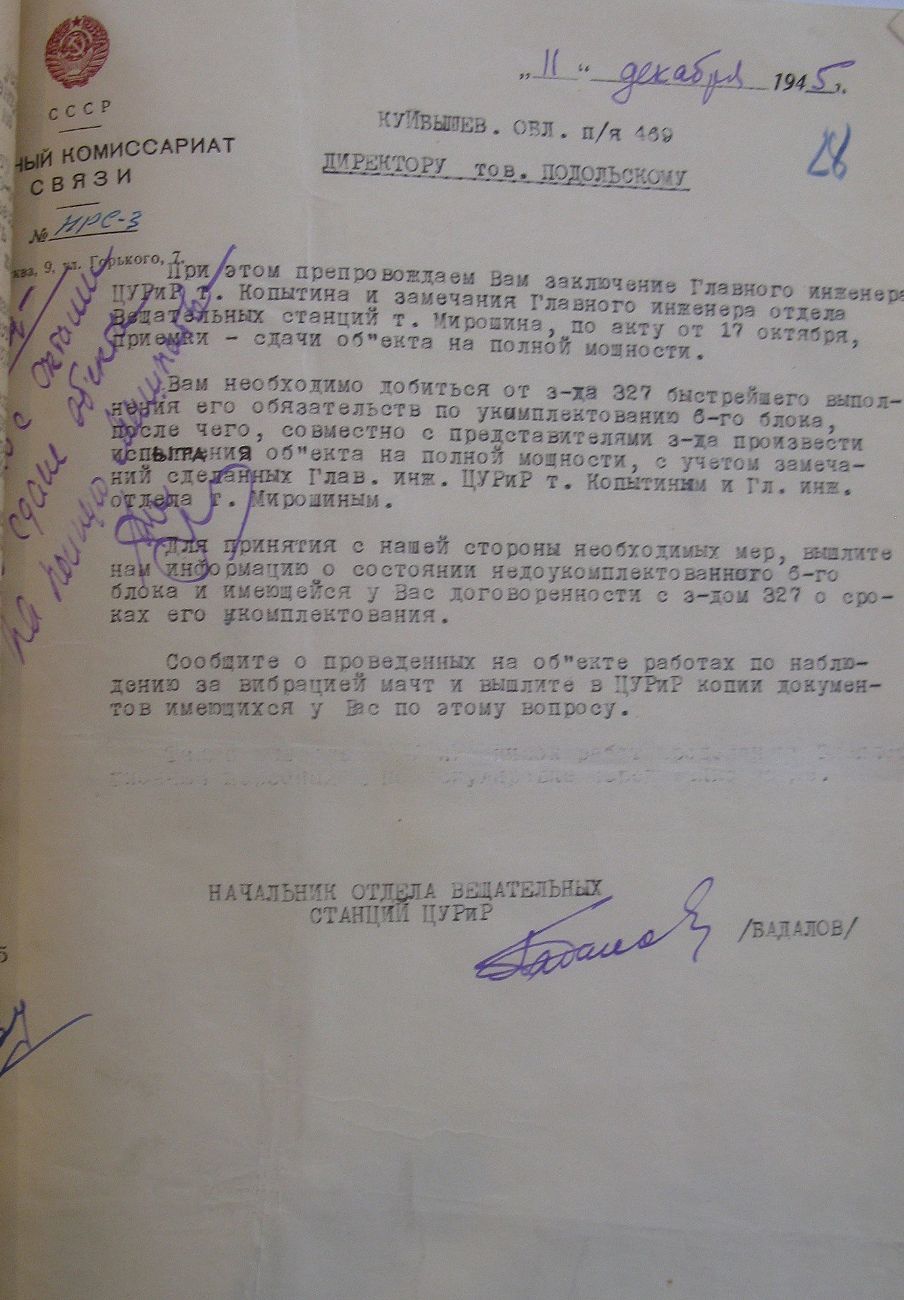 „11“ декабря 1945г.
СССР
НЫЙ КОМИССАРИАТ
СВЯЗИ
№ НРС-3
ква, 9, ул. Горького, 7.
КУЙВЫШЕВ. ОБЛ. п/я 469
ДИРЕКТОРУ тов. ПОДОЛЬСКОМУ
При этом препровождаем Вам заключение Главного инженера
ЦУРиР т. Копытина и замечания Главного инженера отдела
Вещательных станций т. Мирошина, по акту от 17 октября,
приемки - сдачи об"екта на полной мощности.
Вам необходимо добиться от з-да 327 быстрейшего выпол-
нения его обязательств по укомплектованию 6-го блока,
после чего, совместно с представителями з-да произвести
испытания об"екта на полной мощности, с учетом замеча-
ний сделанных Глав. инж. ЦУРиР т. Копытиным и Гл. инж.
отдела т. Мирошиным.
Для принятия с нашей стороны необходимых мер, вышлите
нам информацию о состоянии недоукомплектованного 6-го
блока и имеющейся у Вас договоренности с з-дом 327 о сро-
ках его укомплектования.
Сообщите о проведенных на об"екте работах по наблю-
дению за вибрацией мачт и вышлите в ЦУРиР копии докумен-
тов имеющихся у Вас по этому вопросу.
НАЧАЛЬНИК ОТДЕЛА ВЕЩАТЕЛЬНЫХ
СТАНЦИЙ ЦУРиР
/БАДАЛОВ/